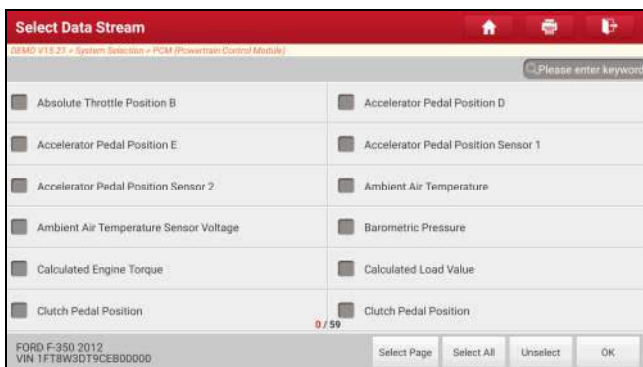 Select Data Stream
DEMO V15.27 > System Selection > PCM (Powertrain Control Module)
Please enter keyword
Absolute Throttle Position B
Accelerator Pedal Position D
Accelerator Pedal Position E
Accelerator Pedal Position Sensor 1
Accelerator Pedal Position Sensor 2
Ambient Air Temperature
Ambient Air Temperature Sensor Voltage
Barometric Pressure
Calculated Engine Torque
Calculated Load Value
Clutch Pedal Position
Clutch Pedal Position
0 / 59
FORD F-350 2012
VIN 1FT8W3DT9CEB00000
Select Page
Select All
Unselect
OK